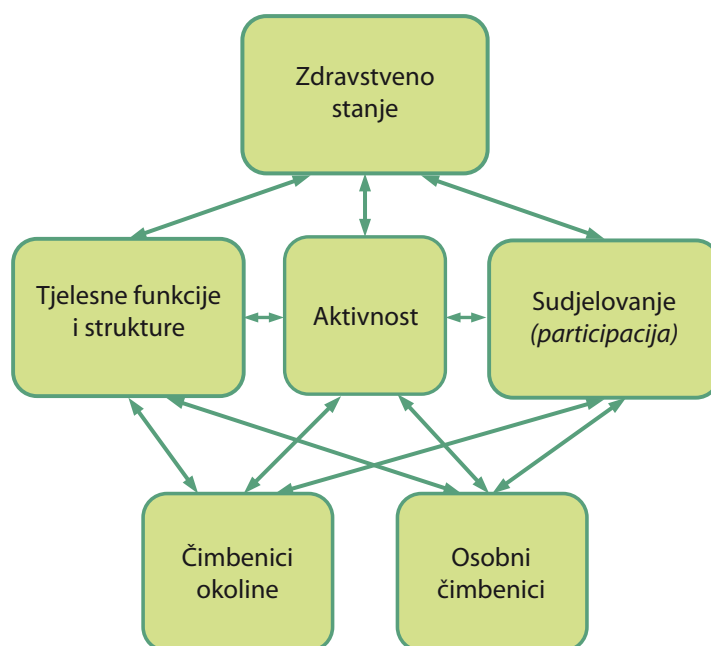 Zdravstveno
stanje
Tjelesne funkcije
i strukture
Aktivnost
Sudjelovanje
(participacija)
Čimbenici
okoline
Osobni
čimbenici